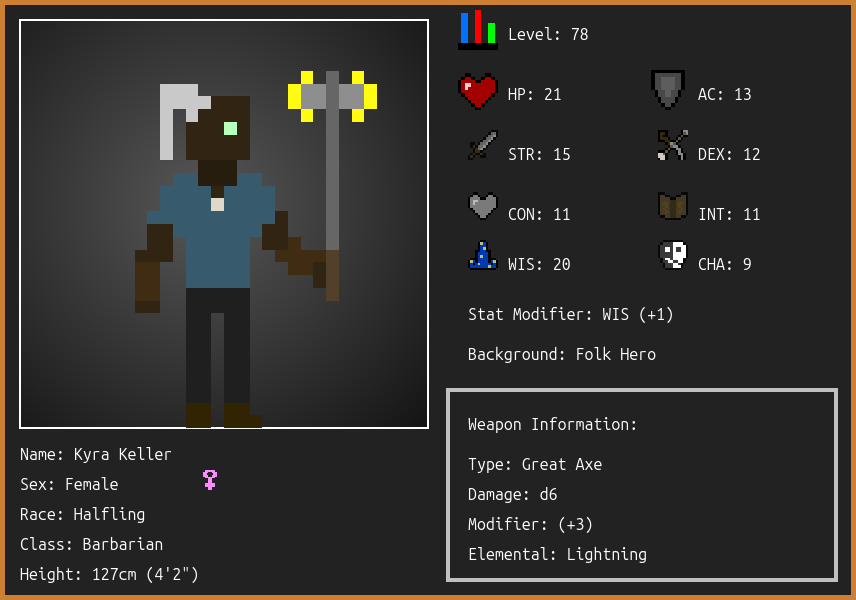 Level: 78
HP: 21
AC: 13
STR: 15
DEX: 12
CON: 11
INT: 11
WIS: 20
CHA: 9
Stat Modifier: WIS (+1)
Background: Folk Hero
Weapon Information:
Type: Great Axe
Damage: d6
Modifier: (+3)
Elemental: Lightning
Name: Kyra Keller
Sex: Female
Race: Halfling
Class: Barbarian
Height: 127cm (4'2")